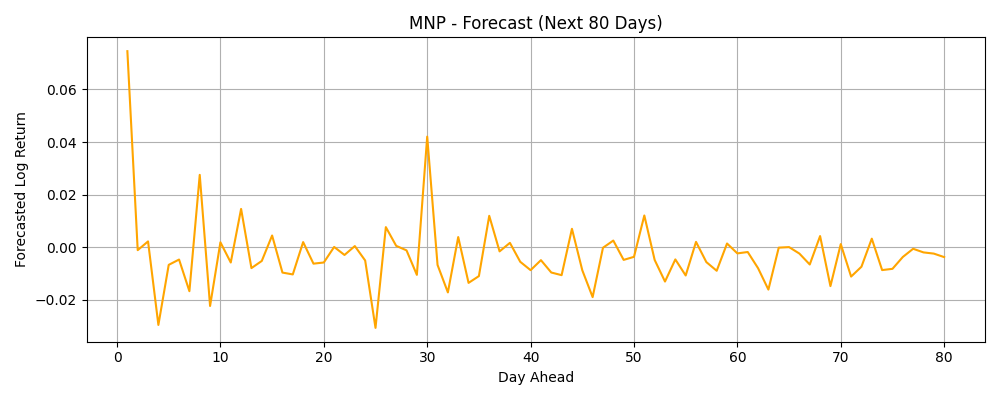 MNP - Forecast (Next 80 Days)
Forecasted Log Return
0.06
0.04
0.02
0.00
−0.02
0 10 20 30 40 50 60 70 80
Day Ahead